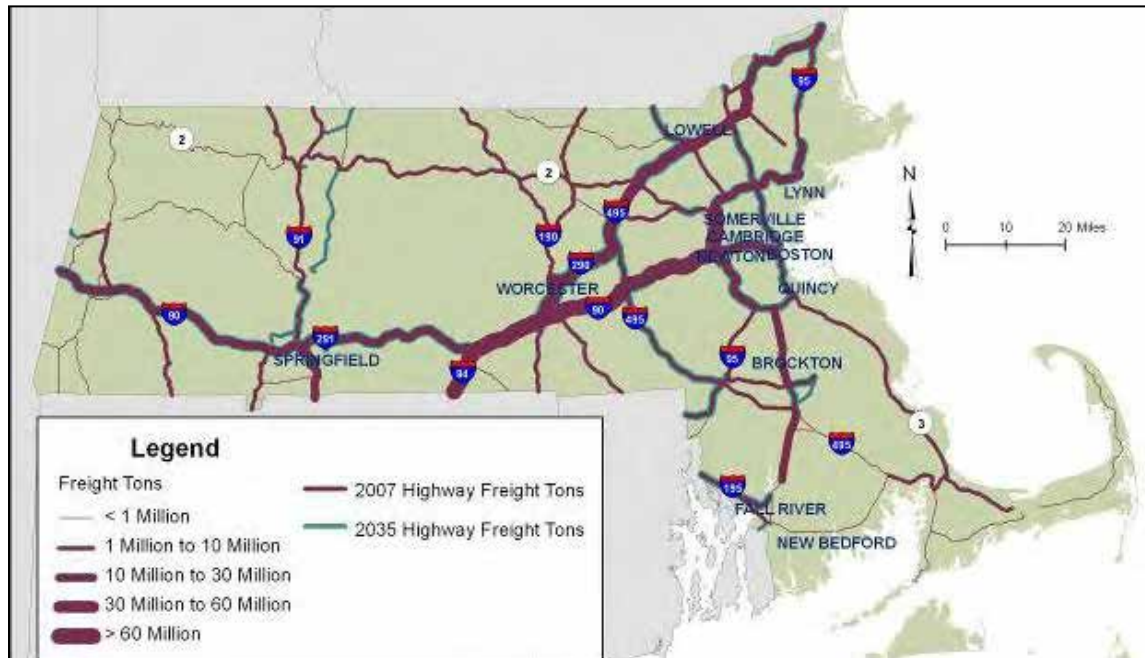 95
2
LOWELL
2
LYNN
N
495
SOMERVILLE
CAMBRIDGE
NEWTON BOSTON
0 10 20 Miles
91
190
290
WORCESTER
QUINCY
90
90
495
291
SPRINGFIELD
95
BROCKTON
84
3
495
195
FALL RIVER
NEW BEDFORD
Legend
Freight Tons
< 1 Million
1 Million to 10 Million
10 Million to 30 Million
30 Million to 60 Million
> 60 Million
2007 Highway Freight Tons
2035 Highway Freight Tons